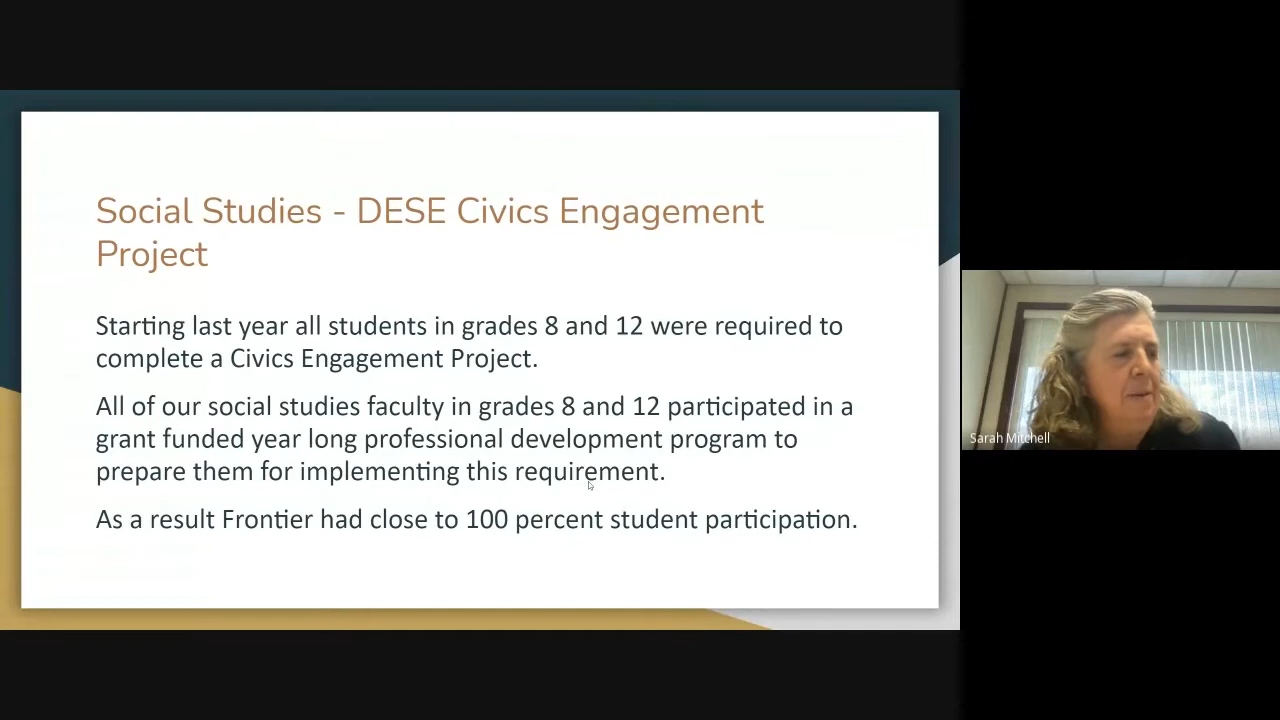 Social Studies - DESE Civics Engagement
Project
Starting last year all students in grades 8 and 12 were required to
complete a Civics Engagement Project.
All of our social studies faculty in grades 8 and 12 participated in a
grant funded year long professional development program to
prepare them for implementing this requirement.
As a result Frontier had close to 100 percent student participation.
Sarah Mitchell